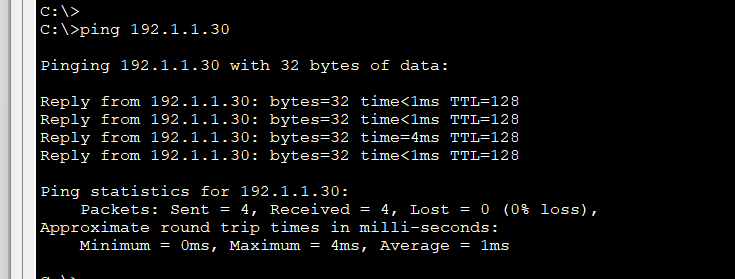 C:\>
C:\>ping 192.1.1.30
Pinging 192.1.1.30 with 32 bytes of data:
Reply from 192.1.1.30: bytes=32 time<1ms TTL=128
Reply from 192.1.1.30: bytes=32 time<1ms TTL=128
Reply from 192.1.1.30: bytes=32 time=4ms TTL=128
Reply from 192.1.1.30: bytes=32 time<1ms TTL=128
Ping statistics for 192.1.1.30:
Packets: Sent = 4, Received = 4, Lost = 0 (0% loss),
Approximate round trip times in milli-seconds:
Minimum = 0ms, Maximum = 4ms, Average = 1ms
C:\>